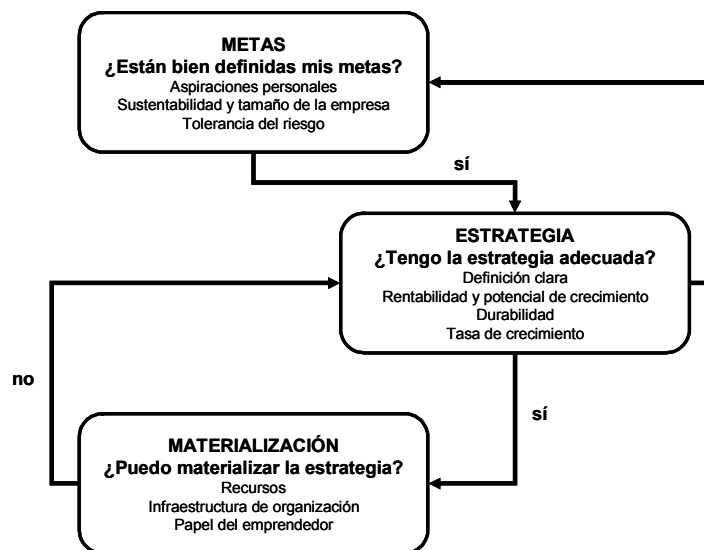 METAS
¿Están bien definidas mis metas?
Aspiraciones personales
Sustentabilidad y tamaño de la empresa
Tolerancia del riesgo
sí
ESTRATEGIA
¿Tengo la estrategia adecuada?
Definición clara
Rentabilidad y potencial de crecimiento
Durabilidad
Tasa de crecimiento
no
sí
MATERIALIZACIÓN
¿Puedo materializar la estrategia?
Recursos
Infraestructura de organización
Papel del emprendedor